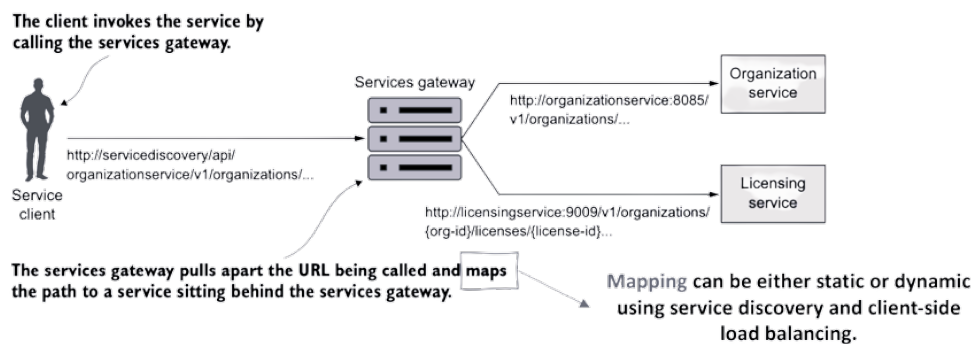 The client invokes the service by
calling the services gateway.
Services gateway
Organization
service
http://organizationservice:8085/
v1/organizations/...
http://servicediscovery/api/
organizationservice/v1/organizations/...
Service
client
Licensing
service
http://licensingservice:9009/v1/organizations/
{org-id}/licenses/{license-id}...
The services gateway pulls apart the URL being called and maps
the path to a service sitting behind the services gateway.
Mapping can be either static or dynamic
using service discovery and client-side
load balancing.